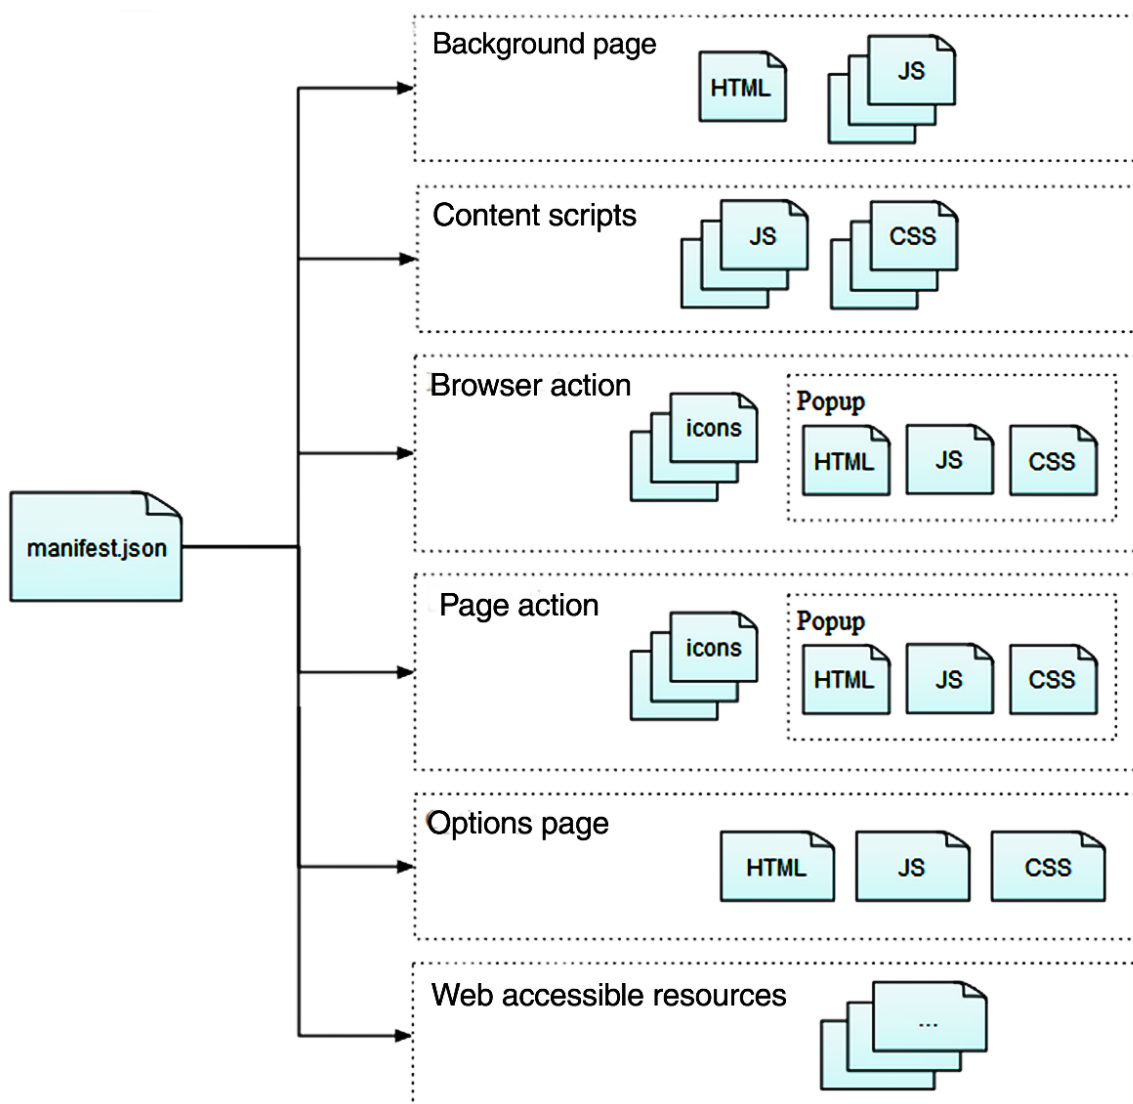 Background page
HTML
JS
Content scripts
JS
CSS
Browser action
icons
Popup
HTML
JS
CSS
manifest.json
Page action
icons
Popup
HTML
JS
CSS
Options page
HTML
JS
CSS
Web accessible resources
...